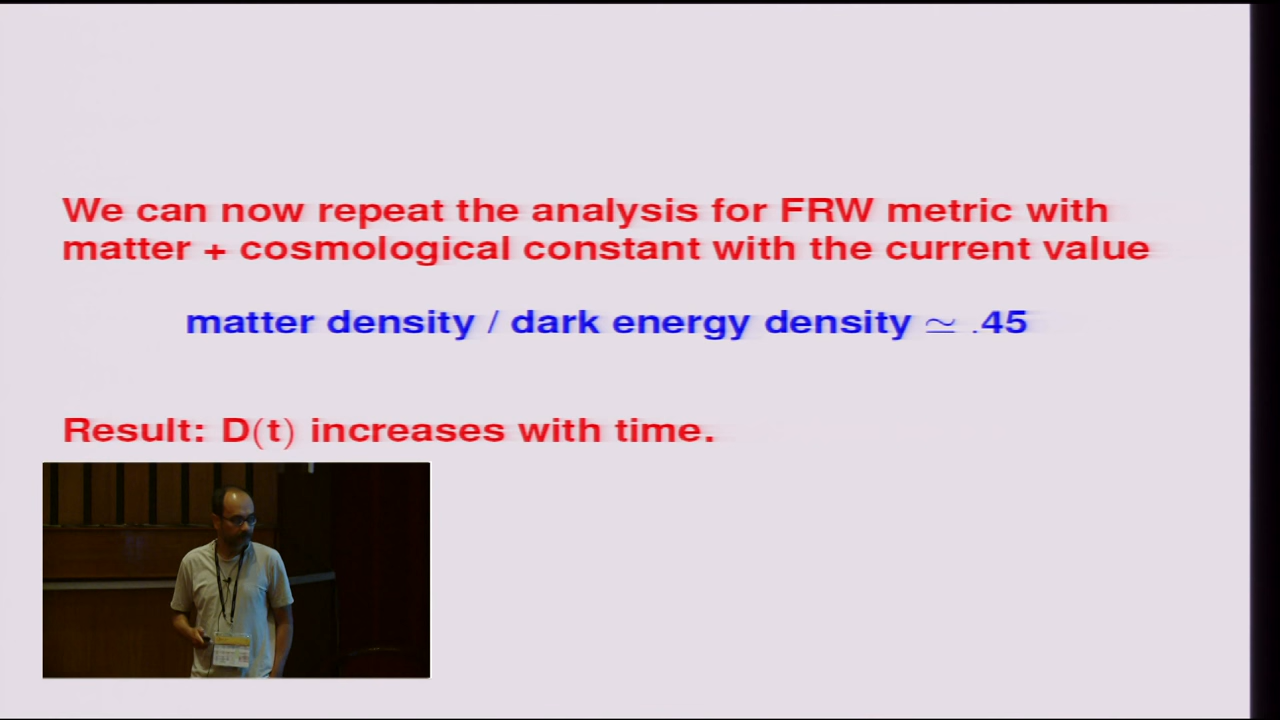 We can now repeat the analysis for FRW metric with
matter + cosmological constant with the current value
matter density / dark energy density ≃ .45
Result: D(t) increases with time.